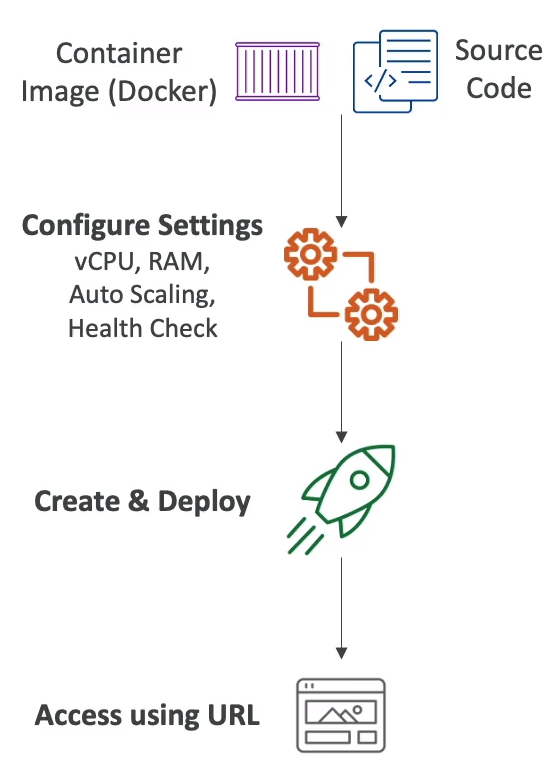 Container
Image (Docker)
Source
Code
</>
Configure Settings
vCPU, RAM,
Auto Scaling,
Health Check
Create & Deploy
Access using URL